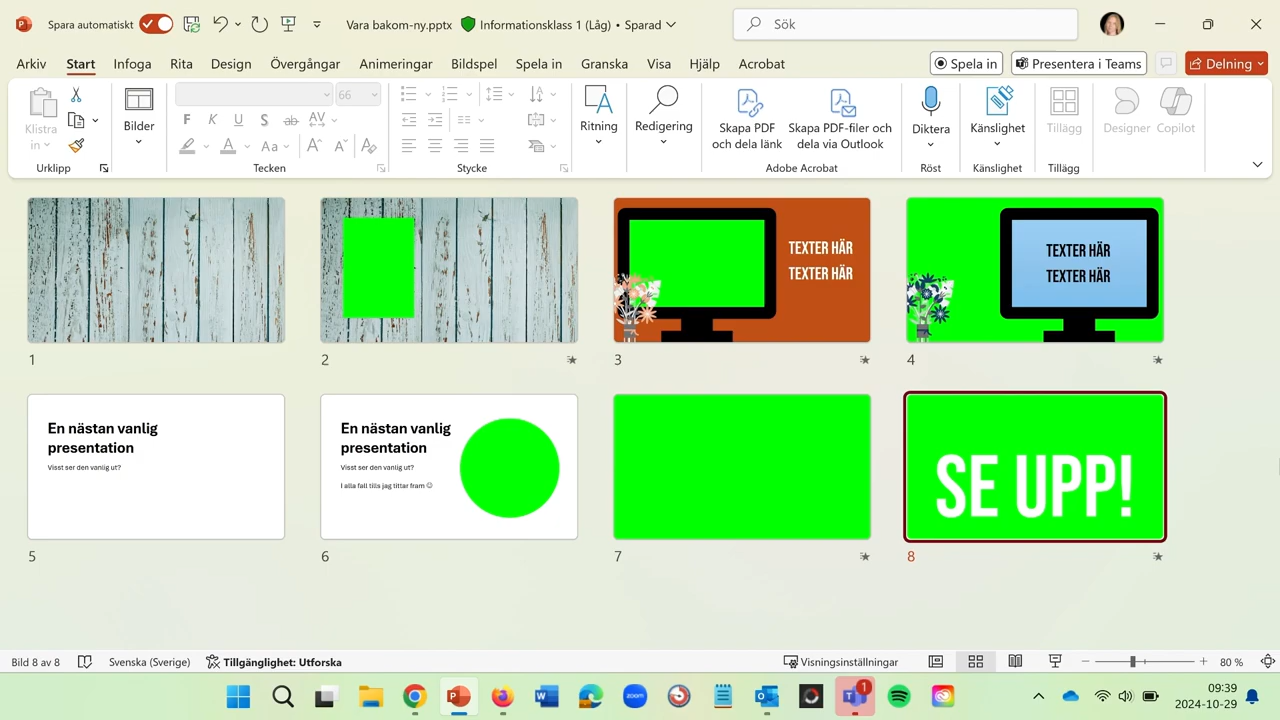 Spara automatiskt
Vara bakom-ny.pptx
Informationsklass 1 (Låg) • Sparad
Sök
Arkiv
Start
Infoga
Rita
Design
Övergångar
Animeringar
Bildspel
Spela in
Granska
Visa
Hjälp
Acrobat
Spela in
Presentera i Teams
Delning
Klistra
in
Bilder
66
F K U S ab AV
Aa
Ritning
Redigering
Skapa PDF
och dela länk
Skapa PDF-filer och
dela via Outlook
Diktera
Känslighet
Tillägg
Designer
Copilot
Urklipp
Tecken
Stycke
Adobe Acrobat
Röst
Känslighet
Tillägg
TEXTER HÄR
TEXTER HÄR
TEXTER HÄR
TEXTER HÄR
1
2
3
4
En nästan vanlig
presentation
Visst ser den vanlig ut?
En nästan vanlig
presentation
Visst ser den vanlig ut?
I alla fall tills jag tittar fram ☺
SE UPP!
5
6
7
8
Bild 8 av 8
Svenska (Sverige)
Tillgänglighet: Utforska
Visningsinställningar
80 %
zoom
1
09:39
2024-10-29